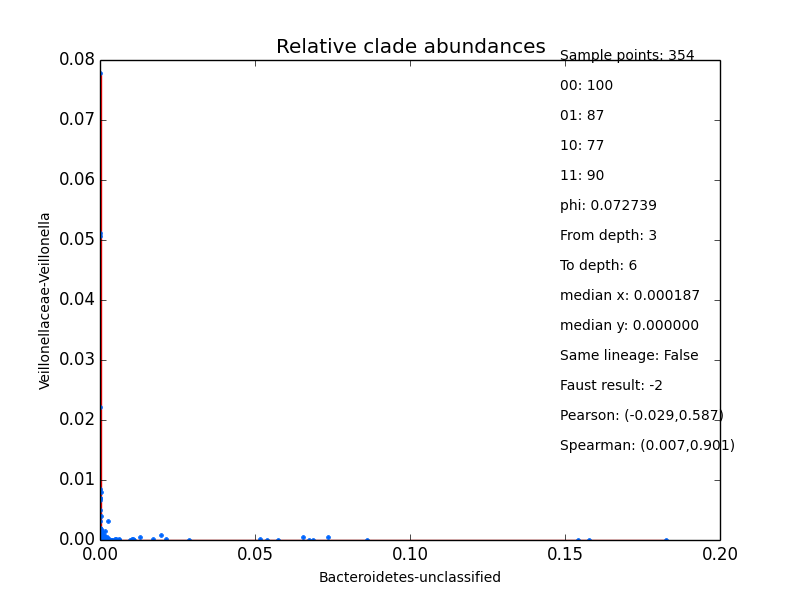 Relative clade abundances
Sample points: 354
00: 100
01: 87
10: 77
11: 90
phi: 0.072739
From depth: 3
To depth: 6
median x: 0.000187
median y: 0.000000
Same lineage: False
Faust result: -2
Pearson: (-0.029,0.587)
Spearman: (0.007,0.901)
0.08
0.07
0.06
0.05
0.04
0.03
0.02
0.01
0.00
Veillonellaceae-Veillonella
0.00 0.05 0.10 0.15 0.20
Bacteroidetes-unclassified